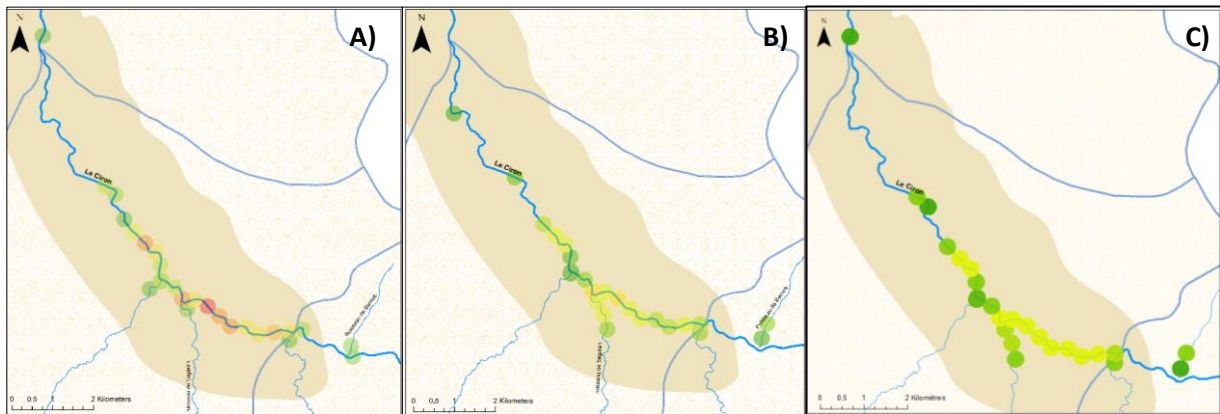 N
A)
Le Ciron
0 0,5 1 2 Kilometers
N
B)
Le Ciron
0 0,5 1 2 Kilometers
N
C)
Le Ciron
0 0,5 1 2 Kilomètres